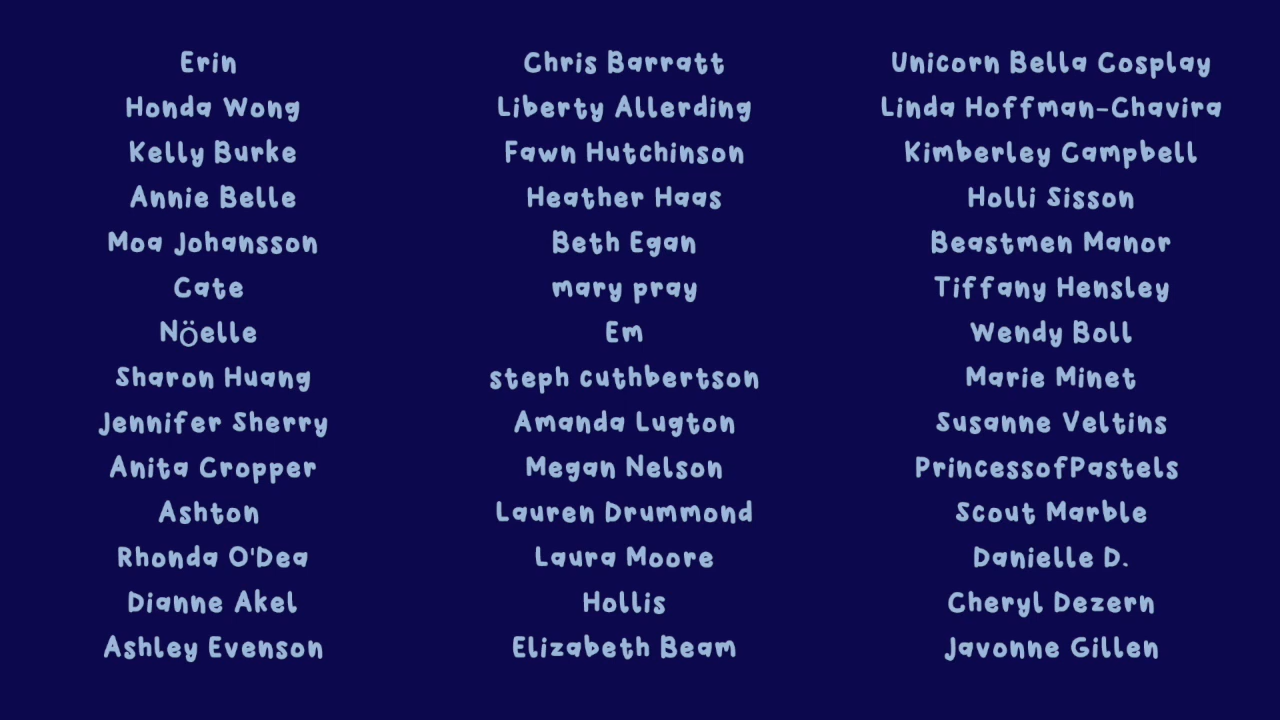 Erin
Honda Wong
Kelly Burke
Annie Belle
Moa Johansson
Cate
Nöelle
Sharon Huang
Jennifer Sherry
Anita Cropper
Ashton
Rhonda O'Dea
Dianne Akel
Ashley Evenson
Chris Barratt
Liberty Allerding
Fawn Hutchinson
Heather Haas
Beth Egan
mary pray
Em
steph cuthbertson
Amanda Lugton
Megan Nelson
Lauren Drummond
Laura Moore
Hollis
Elizabeth Beam
Unicorn Bella Cosplay
Linda Hoffman-Chavira
Kimberley Campbell
Holli Sisson
Beastmen Manor
Tiffany Hensley
Wendy Boll
Marie Minet
Susanne Veltins
PrincessofPastels
Scout Marble
Danielle D.
Cheryl Dezern
Javonne Gillen